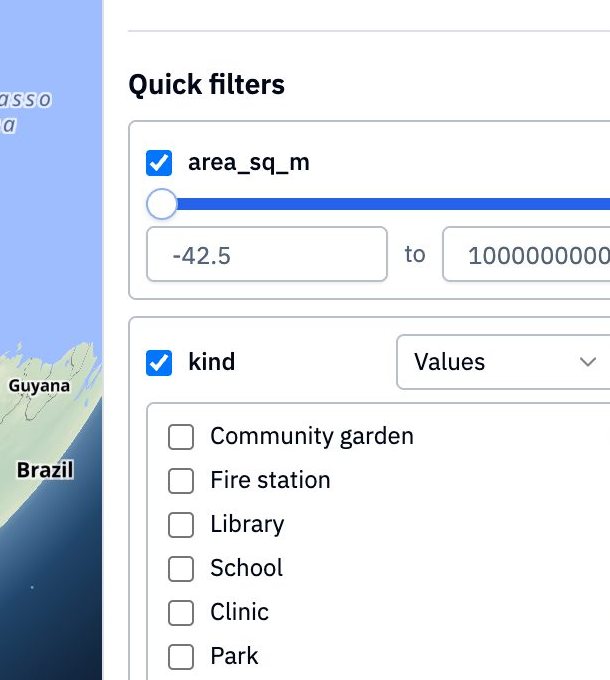 asso
a
Guyana
Brazil
Quick filters
area_sq_m
-42.5 to 1000000000
kind Values
Community garden
Fire station
Library
School
Clinic
Park